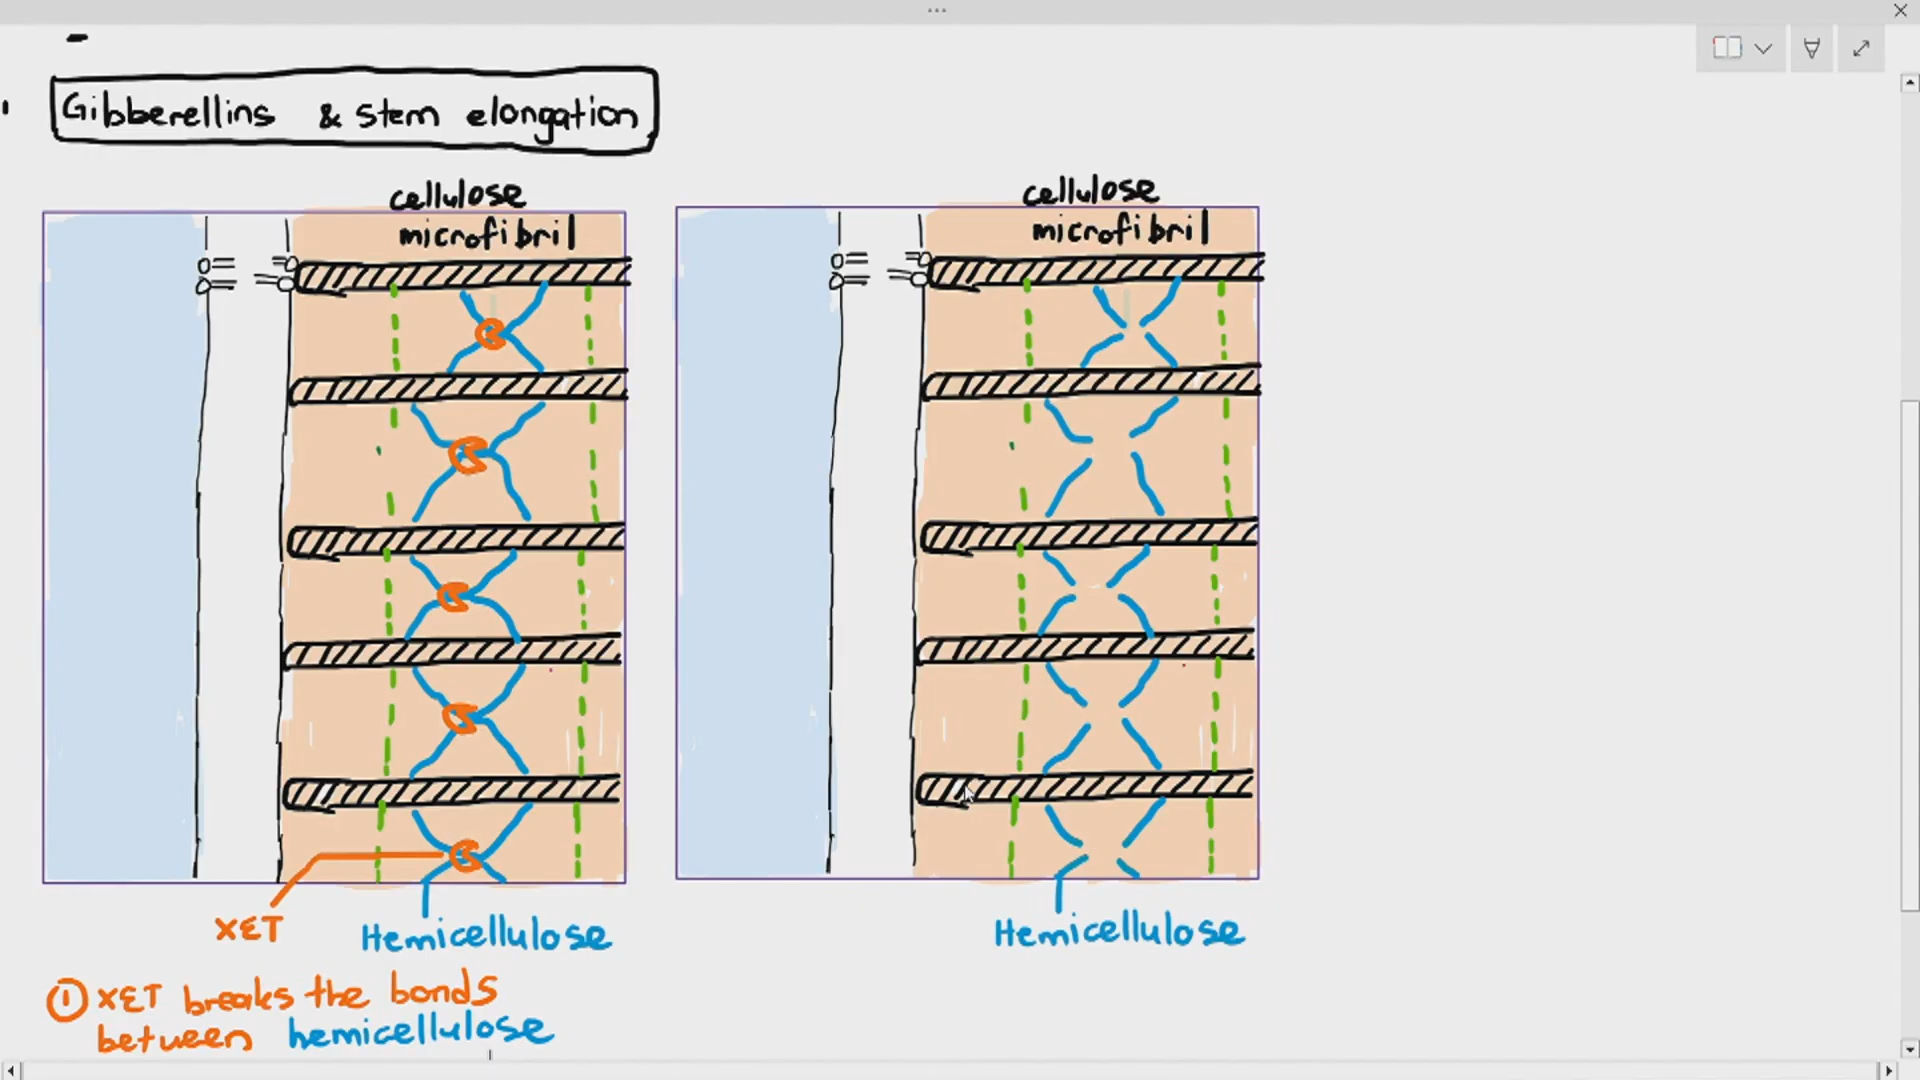 Gibberellins & stem elongation
cellulose
microfibril
cellulose
microfibril
XET
Hemicellulose
Hemicellulose
① XET breaks the bonds
between hemicellulose